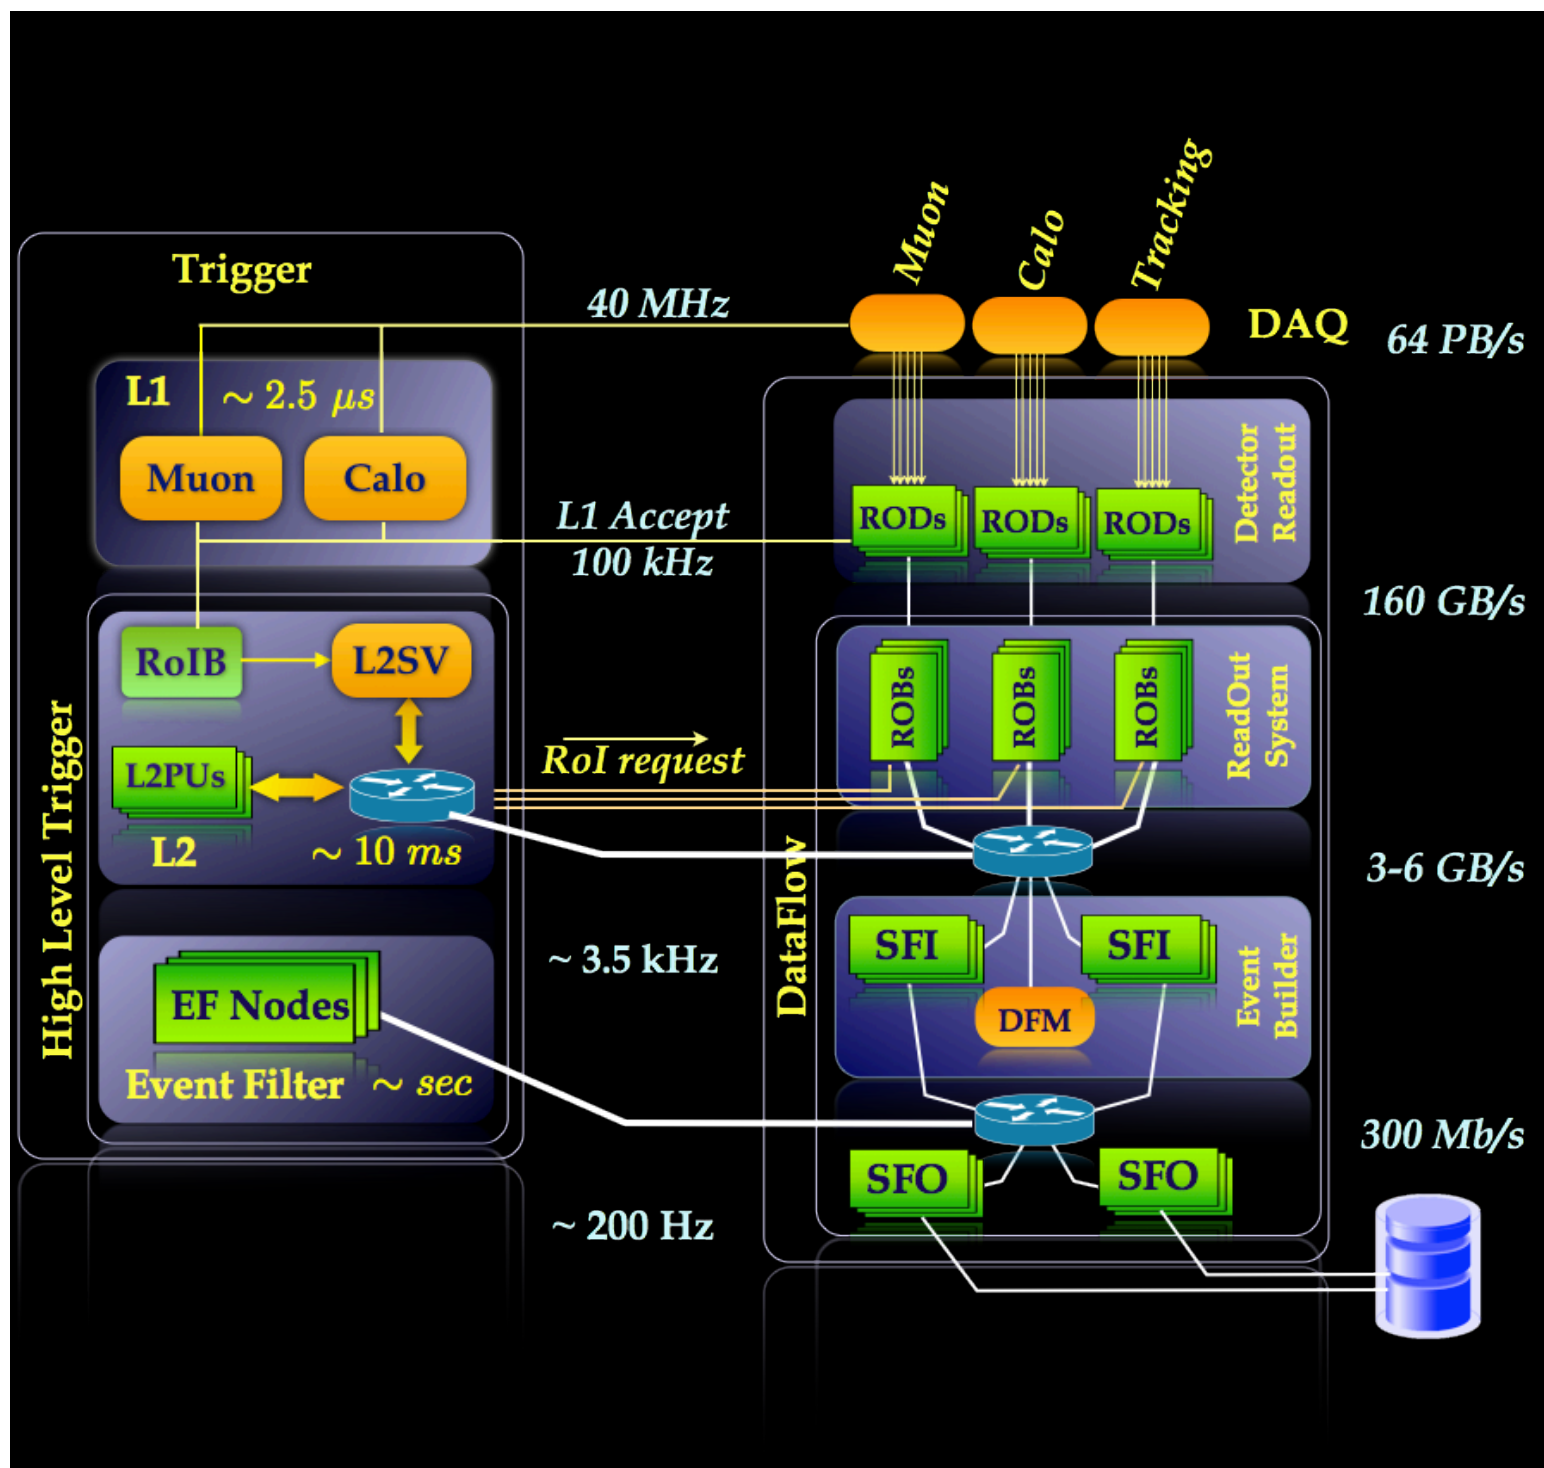 Muon
Calo
Tracking
Trigger
40 MHz
DAQ
64 PB/s
L1
~ 2.5 μs
Muon
Calo
L1 Accept
100 kHz
RODs
RODs
RODs
Detector
Readout
160 GB/s
High Level Trigger
RoIB
L2SV
L2PUs
L2
~ 10 ms
RoI request
ROBs
ROBs
ROBs
ReadOut
System
3-6 GB/s
DataFlow
~ 3.5 kHz
SFI
SFI
DFM
Event
Builder
EF Nodes
Event Filter ~ sec
300 Mb/s
SFO
SFO
~ 200 Hz